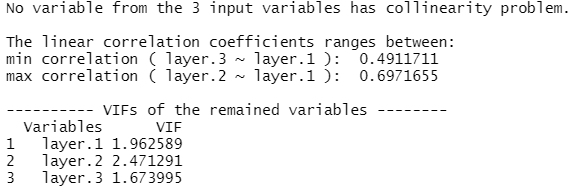 No variable from the 3 input variables has collinearity problem.
The linear correlation coefficients ranges between:
min correlation ( layer.3 ~ layer.1 ):  0.4911711
max correlation ( layer.2 ~ layer.1 ):  0.6971655
---------- VIFs of the remained variables --------
  Variables      VIF
1   layer.1 1.962589
2   layer.2 2.471291
3   layer.3 1.673995